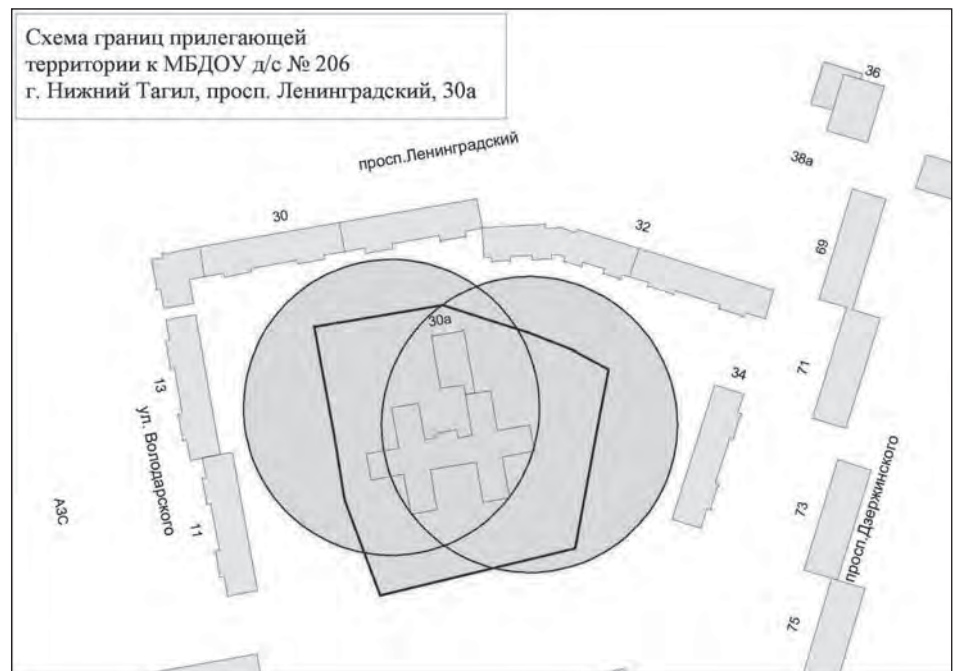 Схема границ прилегающей
территории к МБДОУ д/с № 206
г. Нижний Тагил, просп. Ленинградский, 30а
просп.Ленинградский
36
38а
30
32
69
30а
13
34
71
ул. Володарского
АЗС
11
73
просп.Дзержинского
75